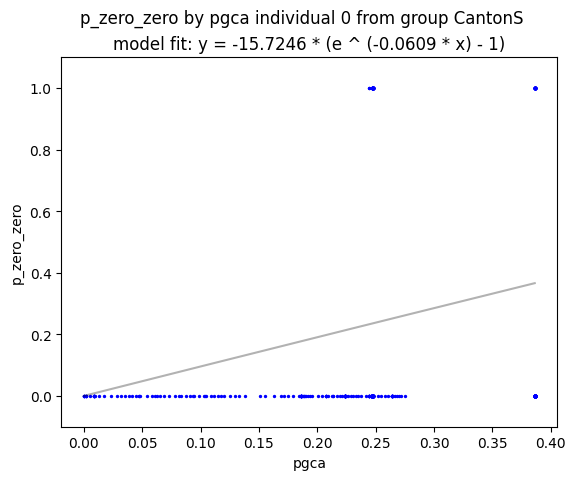 p_zero_zero by pgca individual 0 from group CantonS
model fit: y = -15.7246 * (e ^ (-0.0609 * x) - 1)
1.0
0.8
0.6
0.4
0.2
0.0
p_zero_zero
0.00 0.05 0.10 0.15 0.20 0.25 0.30 0.35 0.40
pgca